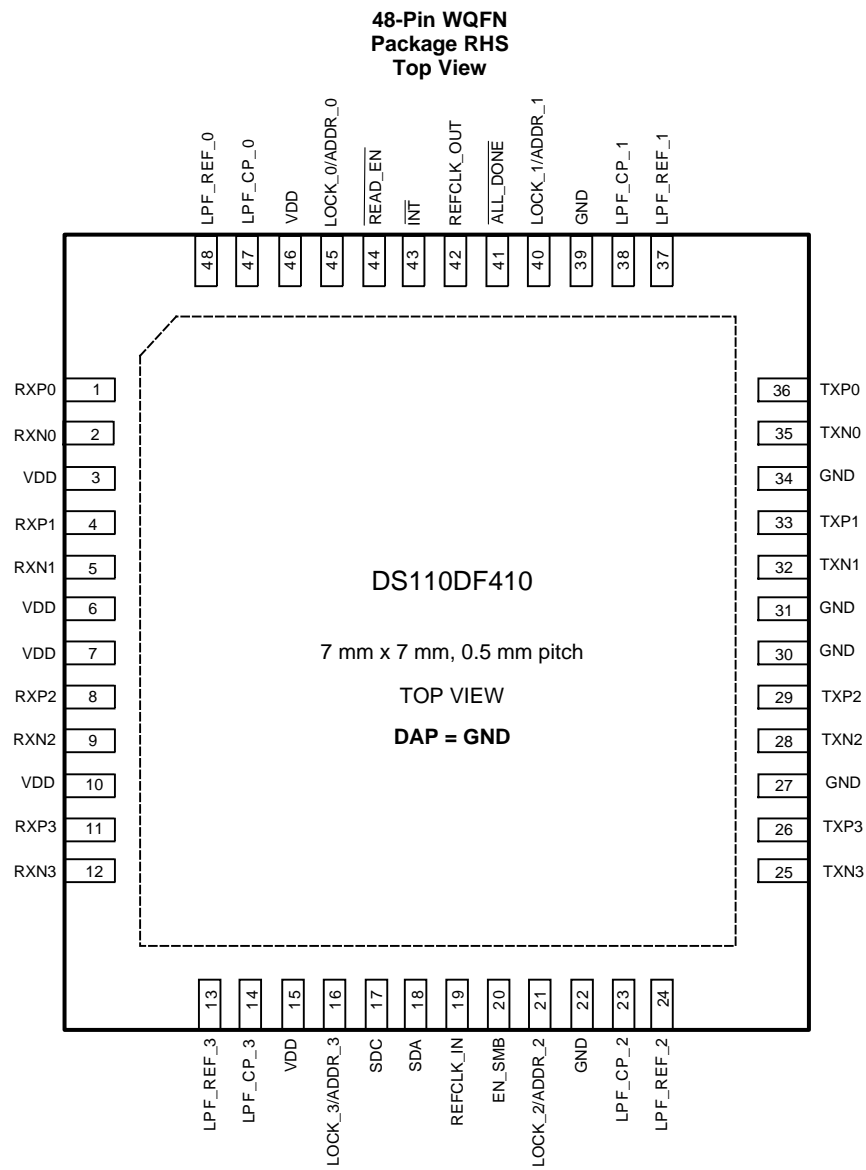 48-Pin WQFN
Package RHS
Top View
LPF_REF_0
LPF_CP_0
VDD
LOCK_0/ADDR_0
READ_EN
INT
REFCLK_OUT
ALL_DONE
LOCK_1/ADDR_1
GND
LPF_CP_1
LPF_REF_1
48
47
46
45
44
43
42
41
40
39
38
37
RXP0 1
36 TXP0
RXN0 2
35 TXN0
VDD 3
34 GND
RXP1 4
33 TXP1
RXN1 5
32 TXN1
VDD 6
31 GND
VDD 7
30 GND
RXP2 8
29 TXP2
RXN2 9
28 TXN2
VDD 10
27 GND
RXP3 11
26 TXP3
RXN3 12
25 TXN3
DS110DF410
7 mm x 7 mm, 0.5 mm pitch
TOP VIEW
DAP = GND
13
14
15
16
17
18
19
20
21
22
23
24
LPF_REF_3
LPF_CP_3
VDD
LOCK_3/ADDR_3
SDC
SDA
REFCLK_IN
EN_SMB
LOCK_2/ADDR_2
GND
LPF_CP_2
LPF_REF_2